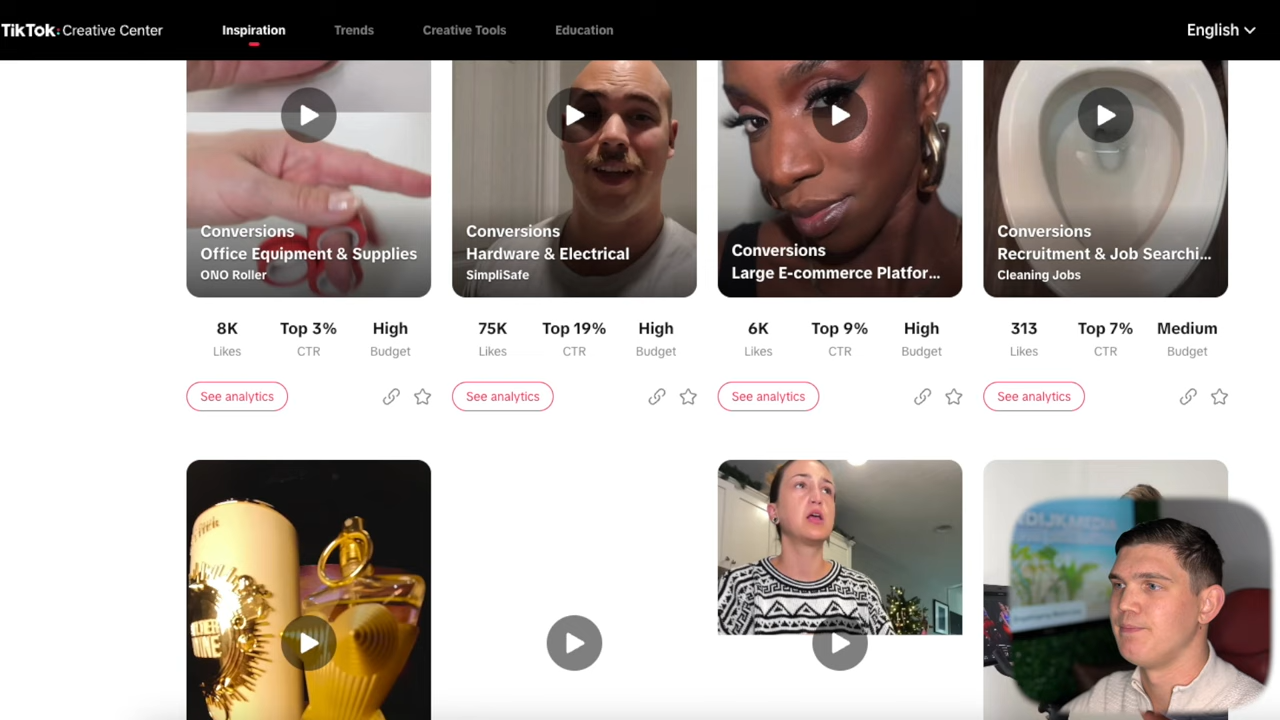 TikTok: Creative Center
Inspiration
Trends
Creative Tools
Education
English
Conversions
Office Equipment & Supplies
ONO Roller
Conversions
Hardware & Electrical
SimpliSafe
Conversions
Large E-commerce Platfor...
Conversions
Recruitment & Job Searchi...
Cleaning Jobs
8K Top 3% High
Likes CTR Budget
75K Top 19% High
Likes CTR Budget
6K Top 9% High
Likes CTR Budget
313 Top 7% Medium
Likes CTR Budget
See analytics
See analytics
See analytics
See analytics
DIJK MEDIA